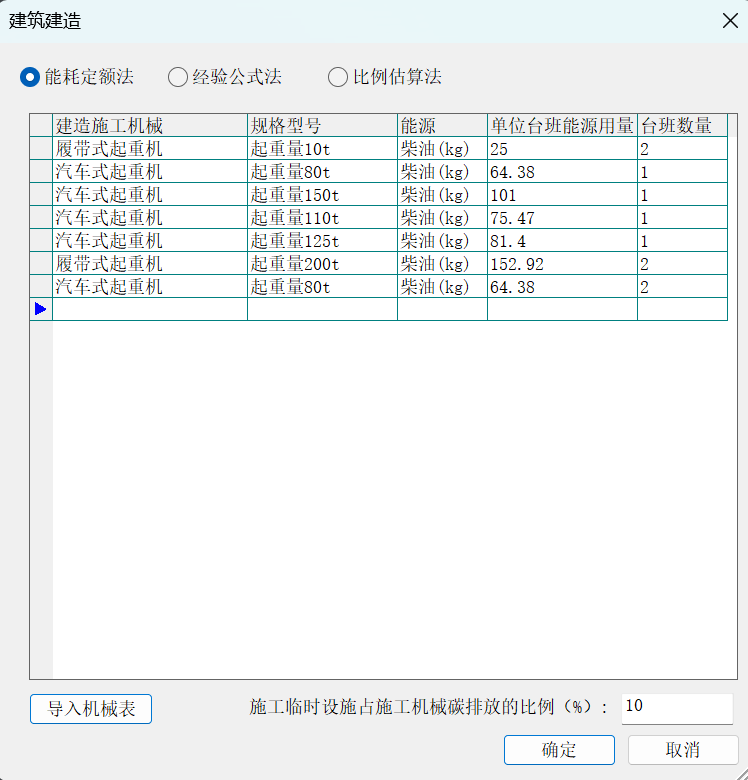 建筑建造
能耗定额法 经验公式法 比例估算法
建造施工机械 规格型号 能源 单位台班能源用量 台班数量
履带式起重机 起重量10t 柴油(kg) 25 2
汽车式起重机 起重量80t 柴油(kg) 64.38 1
汽车式起重机 起重量150t 柴油(kg) 101 1
汽车式起重机 起重量110t 柴油(kg) 75.47 1
汽车式起重机 起重量125t 柴油(kg) 81.4 1
履带式起重机 起重量200t 柴油(kg) 152.92 2
汽车式起重机 起重量80t 柴油(kg) 64.38 2
导入机械表 施工临时设施占施工机械碳排放的比例（%）: 10
确定 取消